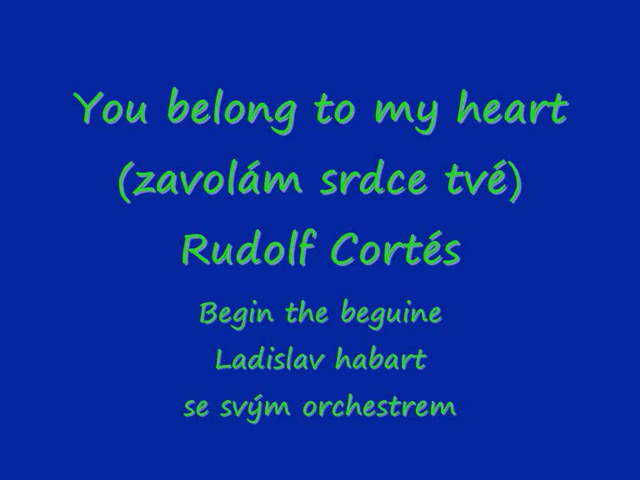 You belong to my heart
(zavolám srdce tvé)
Rudolf Cortés
Begin the beguine
Ladislav habart
se svým orchestrem